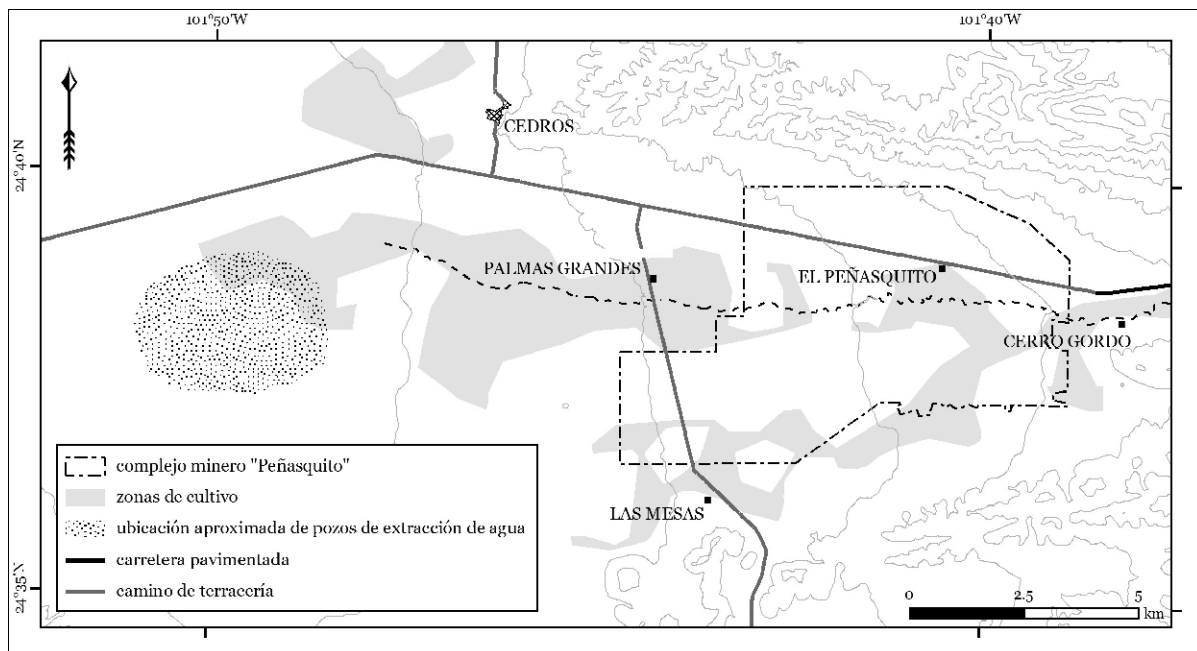 101°50'W
101°40'W
24°40'N
CEDROS
PALMAS GRANDES
EL PEÑASQUITO
CERRO GORDO
LAS MESAS
24°35'N
complejo minero "Peñasquito"
zonas de cultivo
ubicación aproximada de pozos de extracción de agua
carretera pavimentada
camino de terracería
0 2.5 5
km